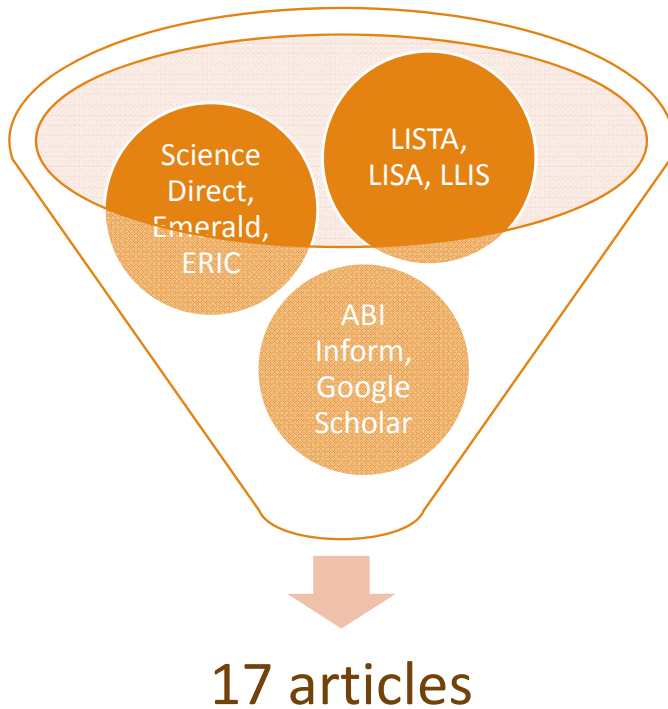 Science
Direct,
Emerald,
ERIC
LISTA,
LISA, LLIS
ABI
Inform,
Google
Scholar
17 articles